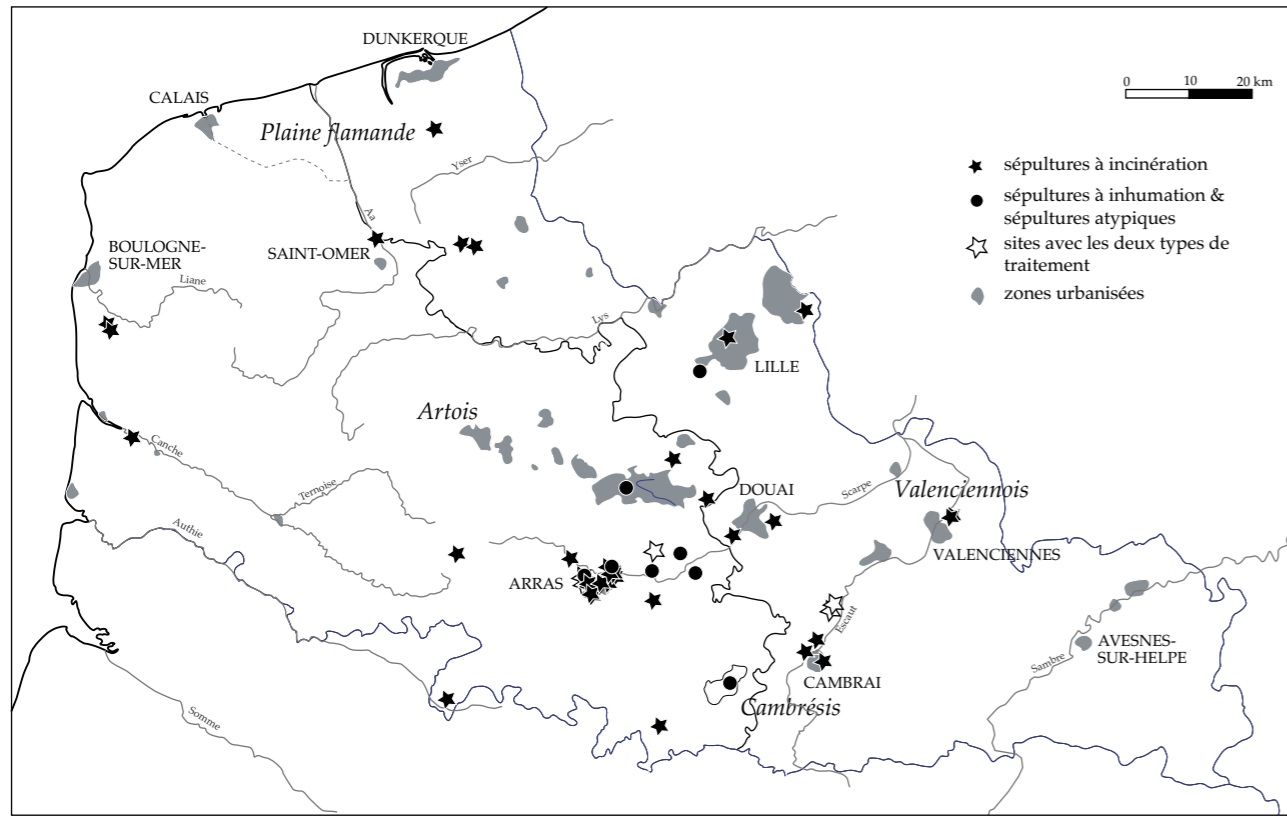 DUNKERQUE
CALAIS
Plaine flamande
Yser
Aa
0 10 20 km
sépultures à incinération
sépultures à inhumation &
sépultures atypiques
sites avec les deux types de
traitement
zones urbanisées
BOULOGNE-
SUR-MER
SAINT-OMER
Liane
Lys
LILLE
Artois
Canche
Ternoise
Authie
DOUAI
Scarpe
Valenciennois
VALENCIENNES
ARRAS
Escaut
CAMBRAI
Cambrésis
Sambre
AVESNES-
SUR-HELPE
Somme